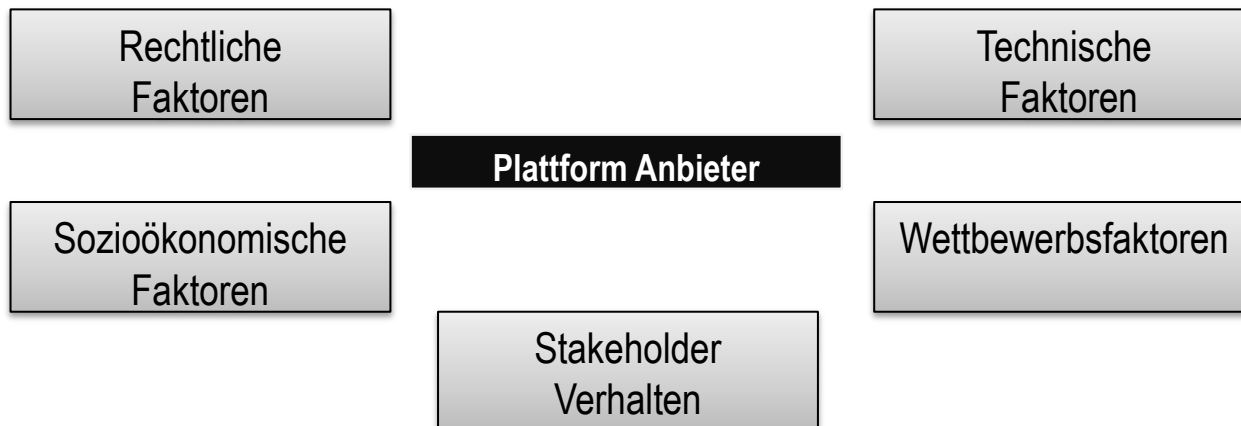 Rechtliche
Faktoren
Technische
Faktoren
Plattform Anbieter
Sozioökonomische
Faktoren
Wettbewerbsfaktoren
Stakeholder
Verhalten